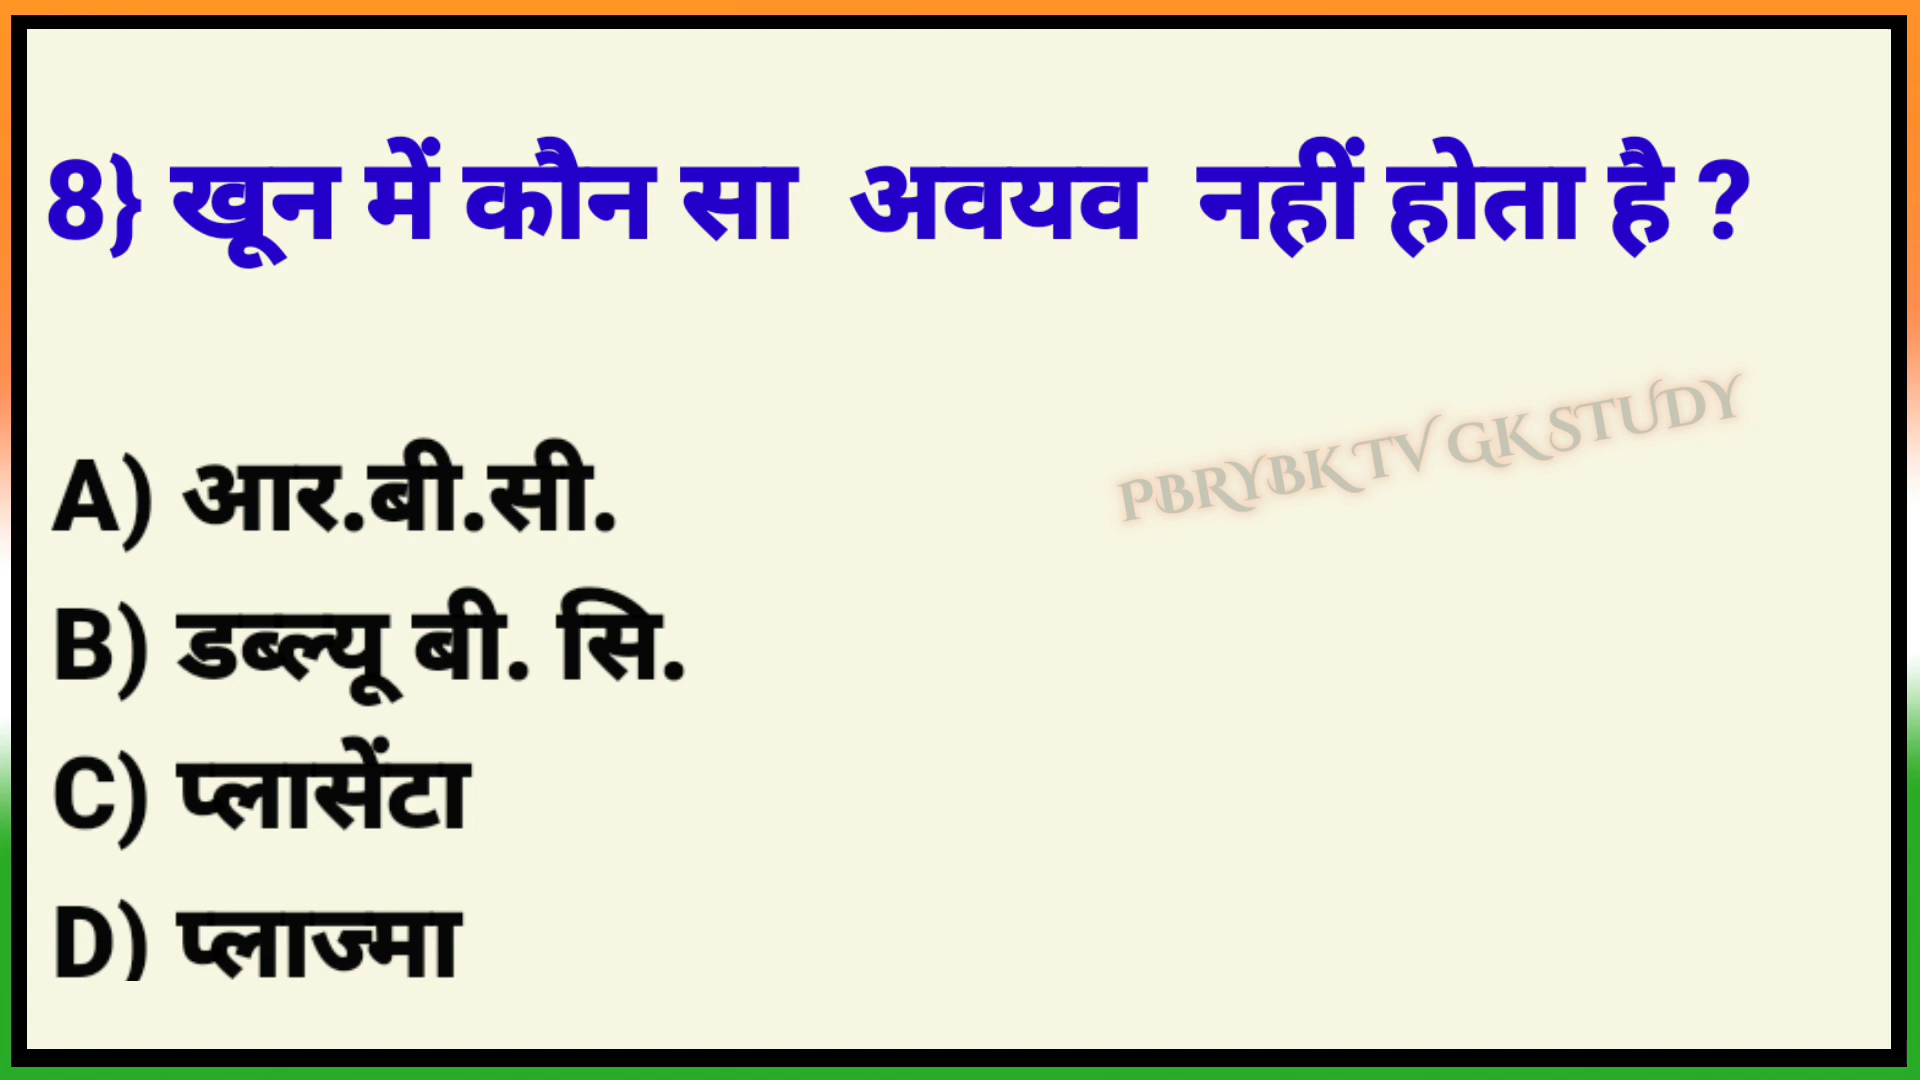 8} खून में कौन सा अवयव नहीं होता है ?
PBRYBK TV GK STUDY
A) आर.बी.सी.
B) डब्ल्यू बी. सि.
C) प्लासेंटा
D) प्लाज्मा